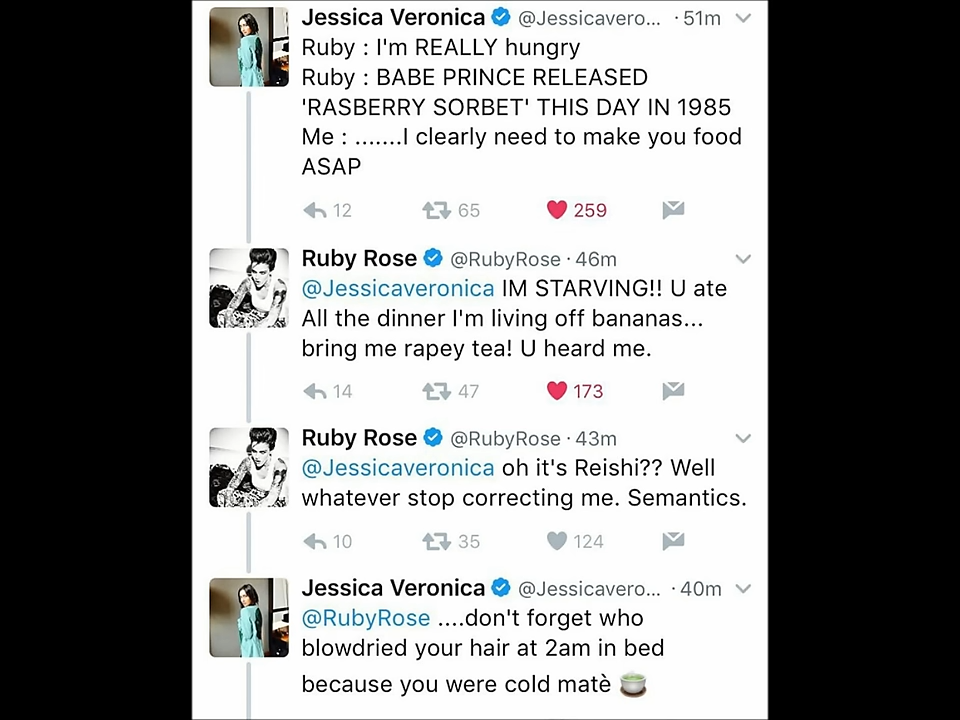 Jessica Veronica @Jessicavero... · 51m
Ruby : I'm REALLY hungry
Ruby : BABE PRINCE RELEASED
'RASBERRY SORBET' THIS DAY IN 1985
Me : .......I clearly need to make you food
ASAP
12 65 259
Ruby Rose @RubyRose · 46m
@Jessicaveronica IM STARVING!! U ate
All the dinner I'm living off bananas...
bring me rapey tea! U heard me.
14 47 173
Ruby Rose @RubyRose · 43m
@Jessicaveronica oh it's Reishi?? Well
whatever stop correcting me. Semantics.
10 35 124
Jessica Veronica @Jessicavero... · 40m
@RubyRose ....don't forget who
blowdried your hair at 2am in bed
because you were cold matè 🍵